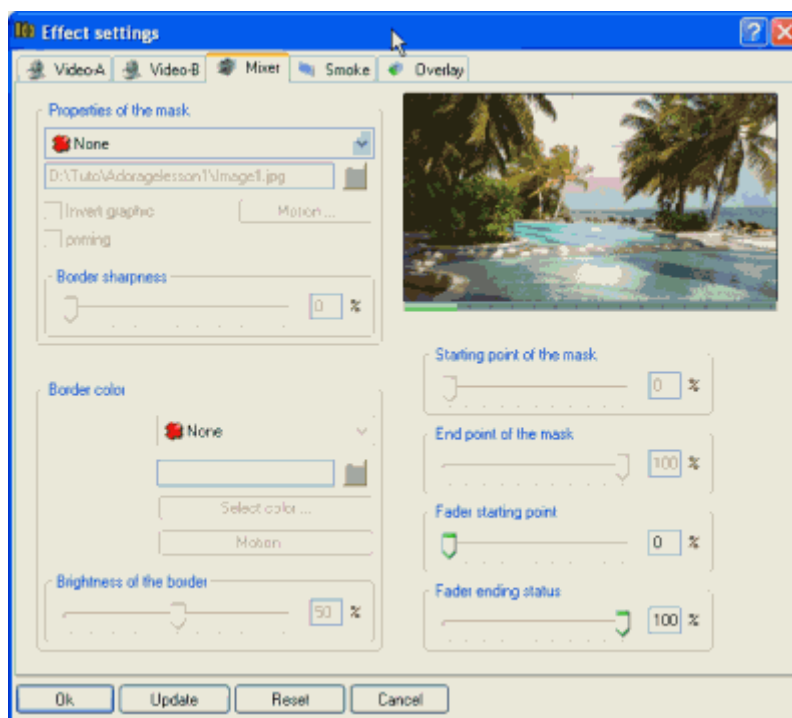 Effect settings
Video-A Video-B Mixer Smoke Overlay
Properties of the mask
None
D:\Tuto\Adoragelesson1\Image1.jpg
Invert graphic Motion ...
Border sharpness
0 %
Starting point of the mask
0 %
Border color
None
End point of the mask
100 %
Select color ...
Fader starting point
Motion
0 %
Brightness of the border
50 %
Fader ending status
100 %
Ok Update Reset Cancel